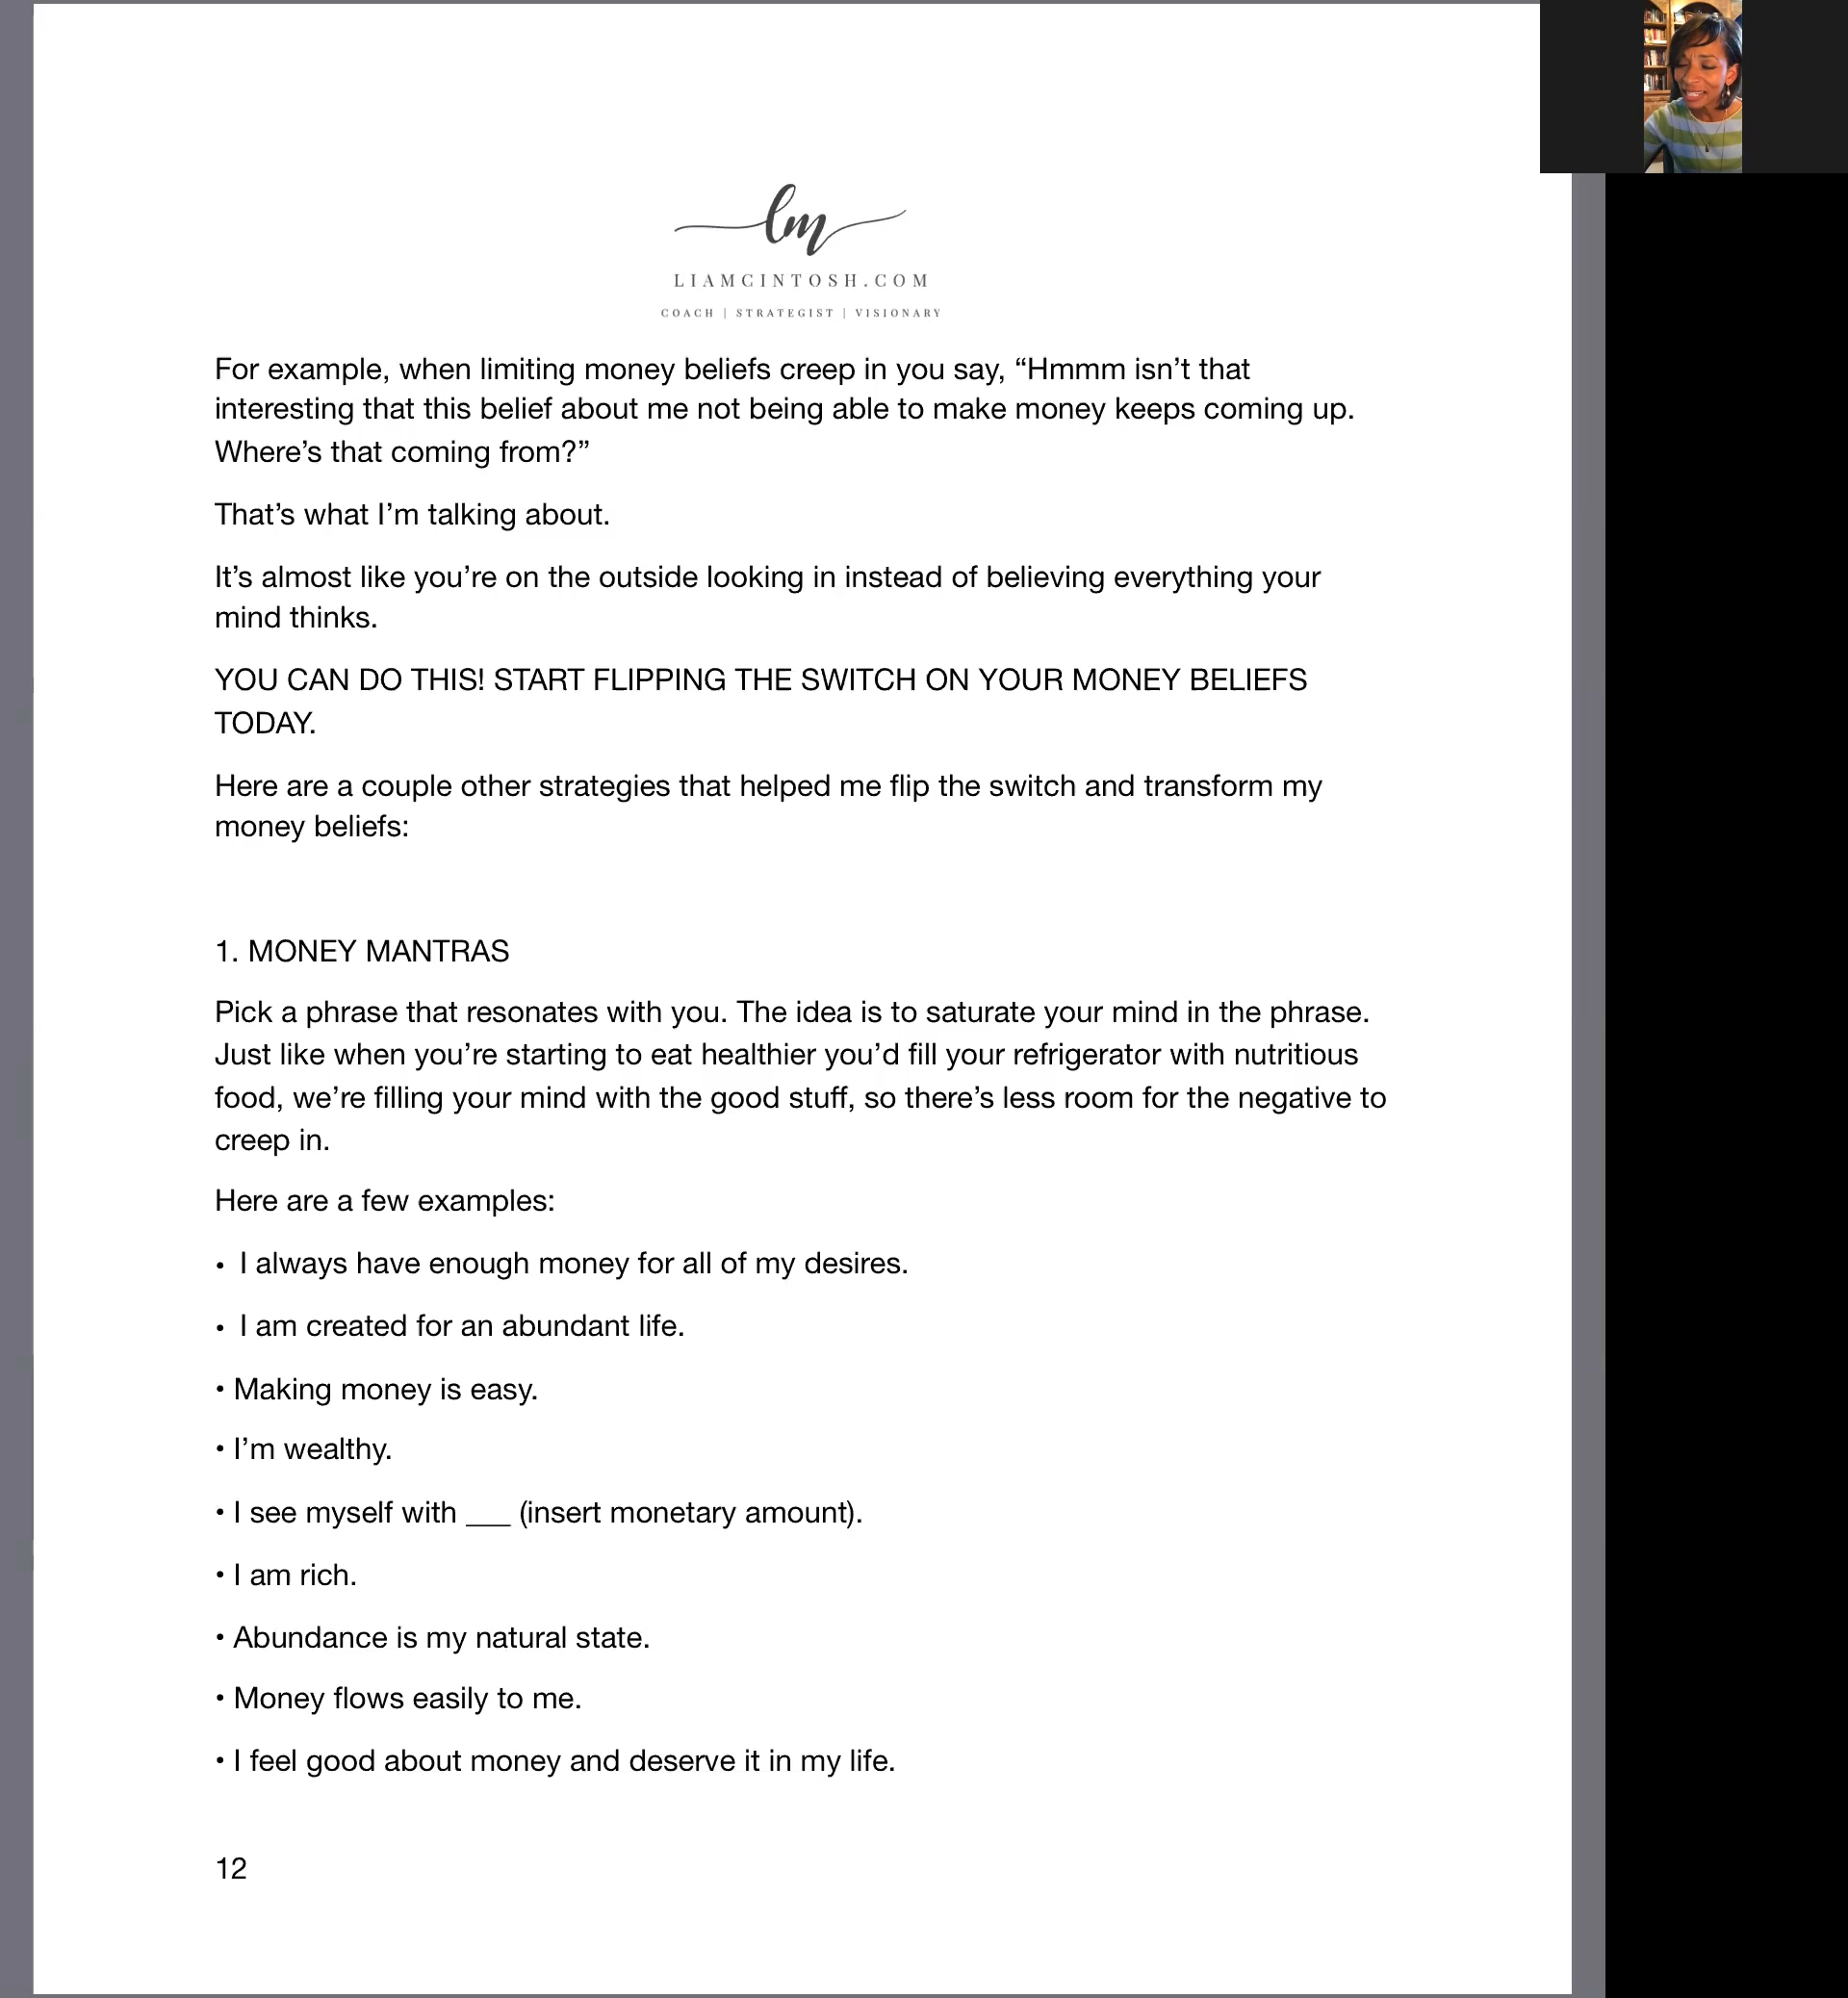 lm
LIAMCINTOSH.COM
COACH | STRATEGIST | VISIONARY
For example, when limiting money beliefs creep in you say, “Hmmm isn’t that
interesting that this belief about me not being able to make money keeps coming up.
Where’s that coming from?”
That’s what I’m talking about.
It’s almost like you’re on the outside looking in instead of believing everything your
mind thinks.
YOU CAN DO THIS! START FLIPPING THE SWITCH ON YOUR MONEY BELIEFS
TODAY.
Here are a couple other strategies that helped me flip the switch and transform my
money beliefs:
1. MONEY MANTRAS
Pick a phrase that resonates with you. The idea is to saturate your mind in the phrase.
Just like when you’re starting to eat healthier you’d fill your refrigerator with nutritious
food, we’re filling your mind with the good stuff, so there’s less room for the negative to
creep in.
Here are a few examples:
• I always have enough money for all of my desires.
• I am created for an abundant life.
• Making money is easy.
• I’m wealthy.
• I see myself with ___ (insert monetary amount).
• I am rich.
• Abundance is my natural state.
• Money flows easily to me.
• I feel good about money and deserve it in my life.
12